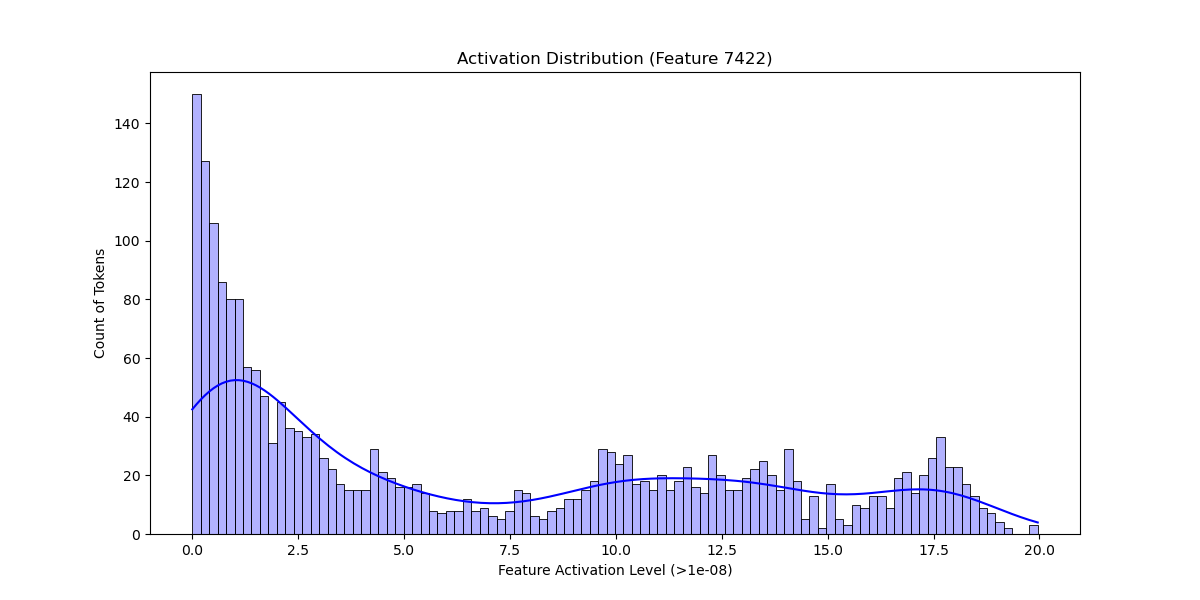 Activation Distribution (Feature 7422)
Count of Tokens
140
120
100
80
60
40
20
0
0.0 2.5 5.0 7.5 10.0 12.5 15.0 17.5 20.0
Feature Activation Level (>1e-08)